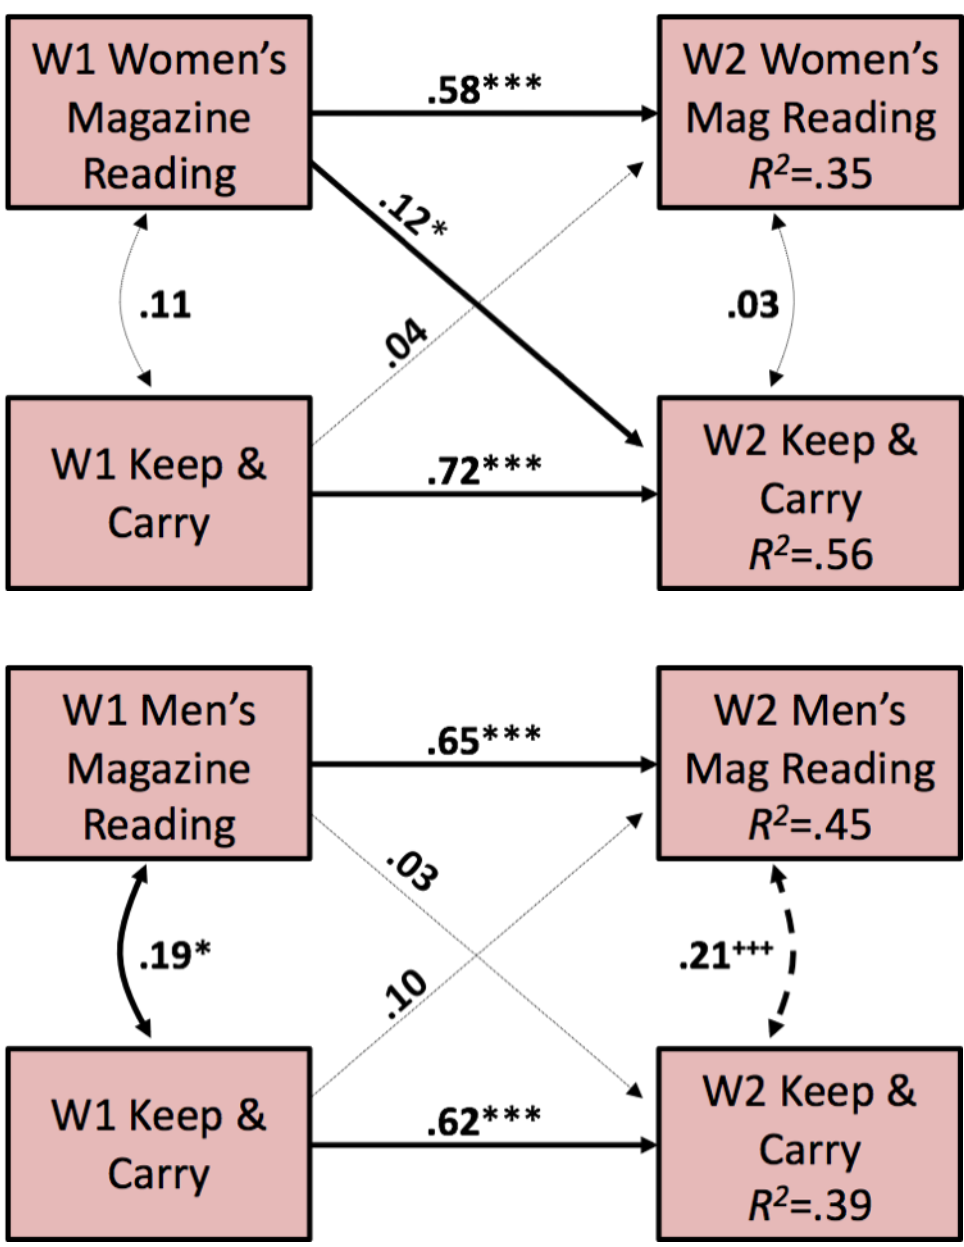 W1 Women’s
Magazine
Reading
.58***
W2 Women’s
Mag Reading
R²=.35
.12*
.11
.04
.03
W1 Keep &
Carry
.72***
W2 Keep &
Carry
R²=.56
W1 Men’s
Magazine
Reading
.65***
W2 Men’s
Mag Reading
R²=.45
.03
.19*
.10
.21⁺⁺⁺
W1 Keep &
Carry
.62***
W2 Keep &
Carry
R²=.39